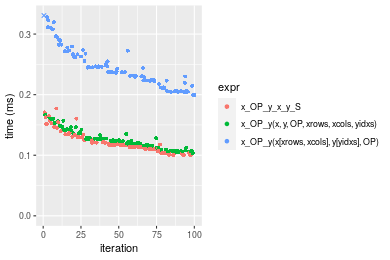 time (ms)
0.3
0.2
0.1
0.0
0
25
50
75
100
iteration
expr
x_OP_y_x_y_S
x_OP_y(x, y, OP, xrows, xcols, yidxs)
x_OP_y(x[xrows, xcols], y[yidxs], OP)